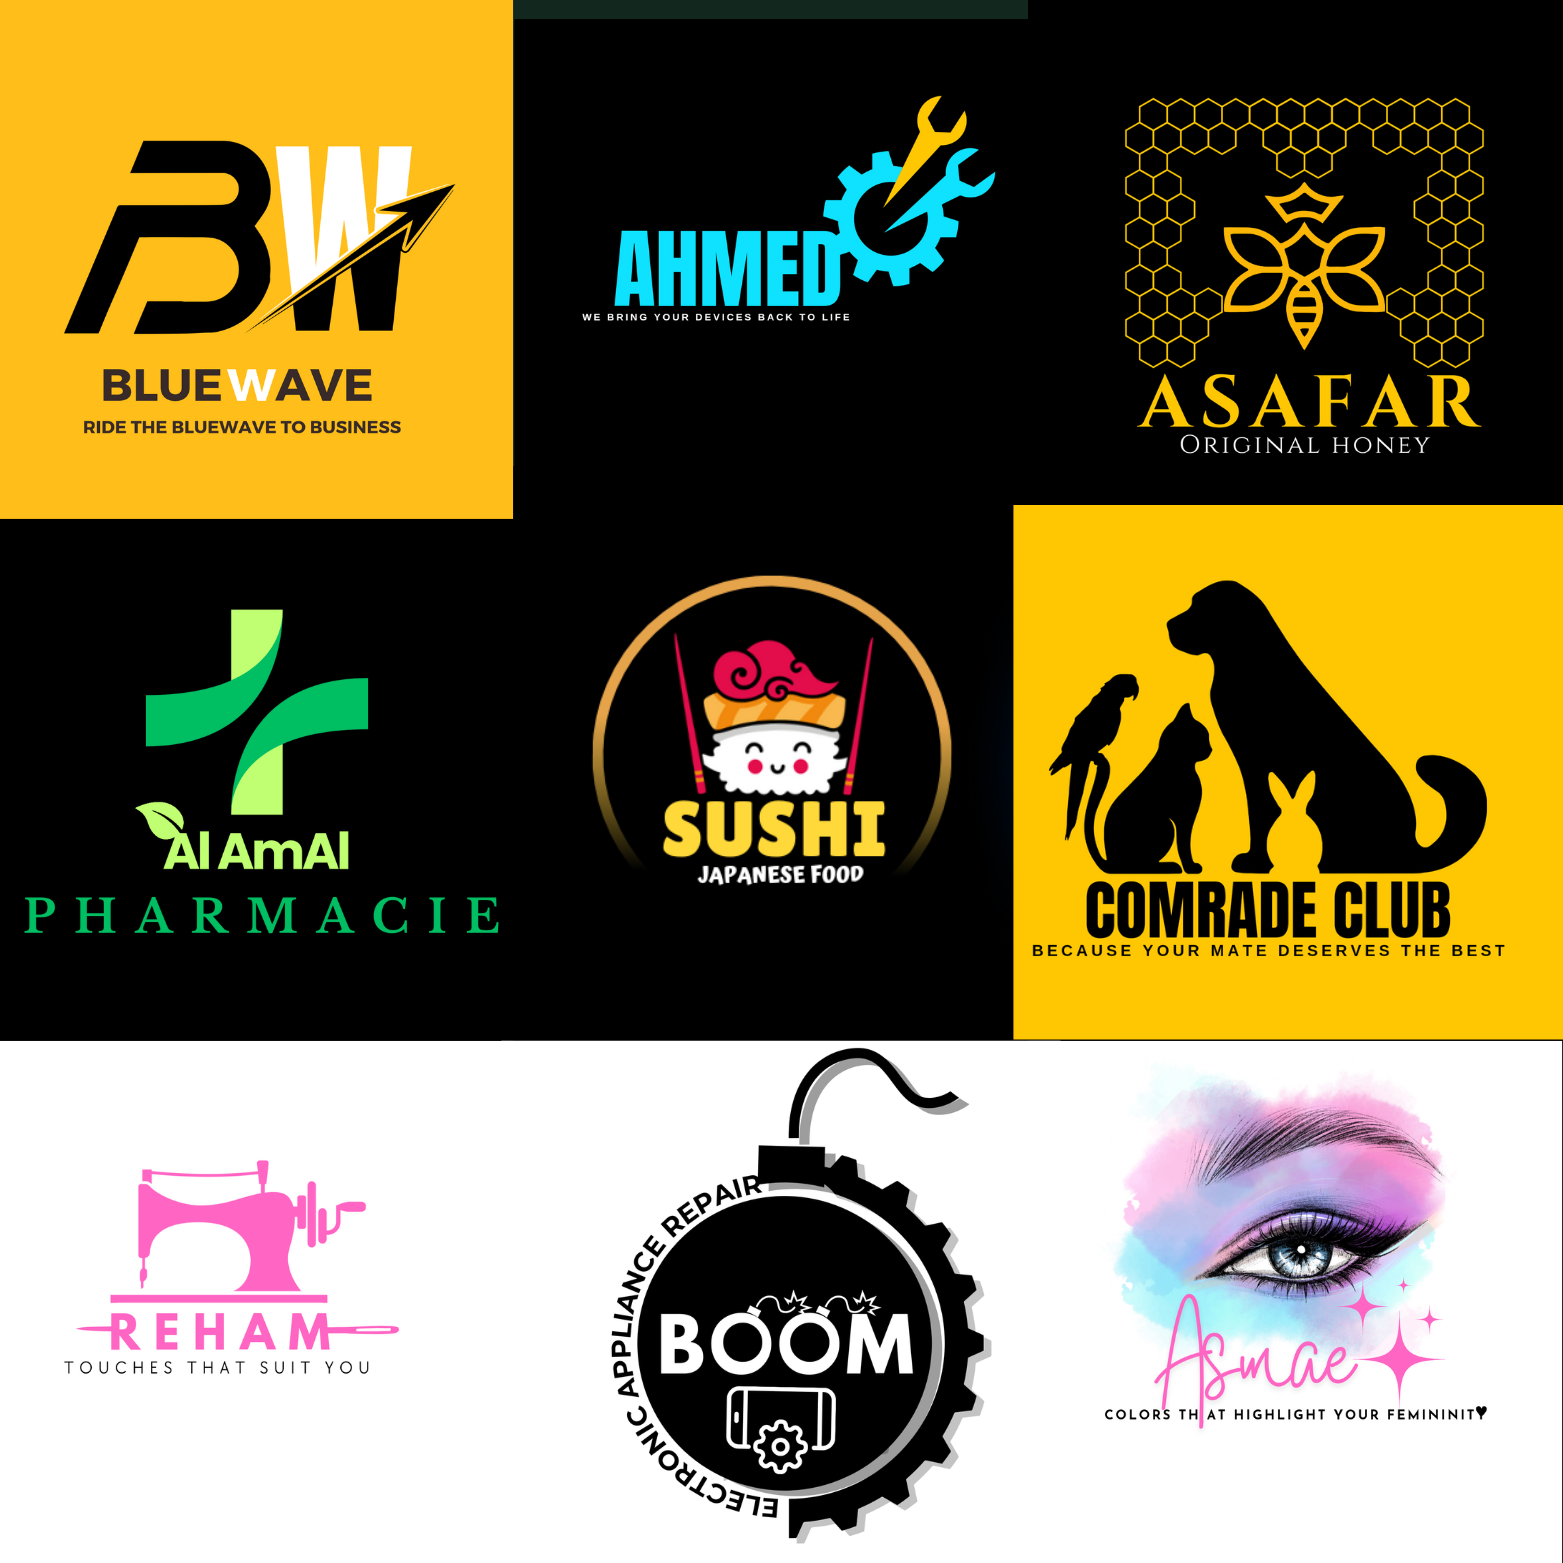 BW
BLUEWAVE
RIDE THE BLUEWAVE TO BUSINESS
AHMED
WE BRING YOUR DEVICES BACK TO LIFE
ASAFAR
ORIGINAL HONEY
Al AmAl
PHARMACIE
SUSHI
JAPANESE FOOD
COMRADE CLUB
BECAUSE YOUR MATE DESERVES THE BEST
REHAM
TOUCHES THAT SUIT YOU
ELECTRONIC APPLIANCE REPAIR
BOOM
Asmae
COLORS THAT HIGHLIGHT YOUR FEMININITY